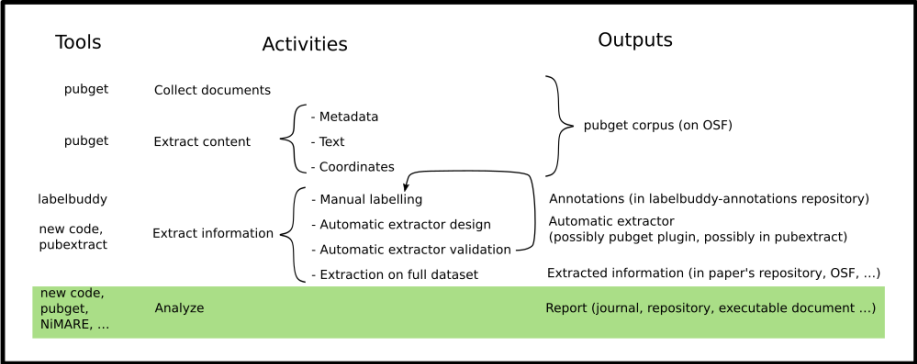 Tools Activities Outputs
pubget Collect documents
pubget Extract content
- Metadata
- Text
- Coordinates
pubget corpus (on OSF)
labelbuddy
new code,
pubextract
Extract information
- Manual labelling
- Automatic extractor design
- Automatic extractor validation
- Extraction on full dataset
Annotations (in labelbuddy-annotations repository)
Automatic extractor
(possibly pubget plugin, possibly in pubextract)
Extracted information (in paper's repository, OSF, ...)
new code,
pubget,
NiMARE, ...
Analyze
Report (journal, repository, executable document ...)